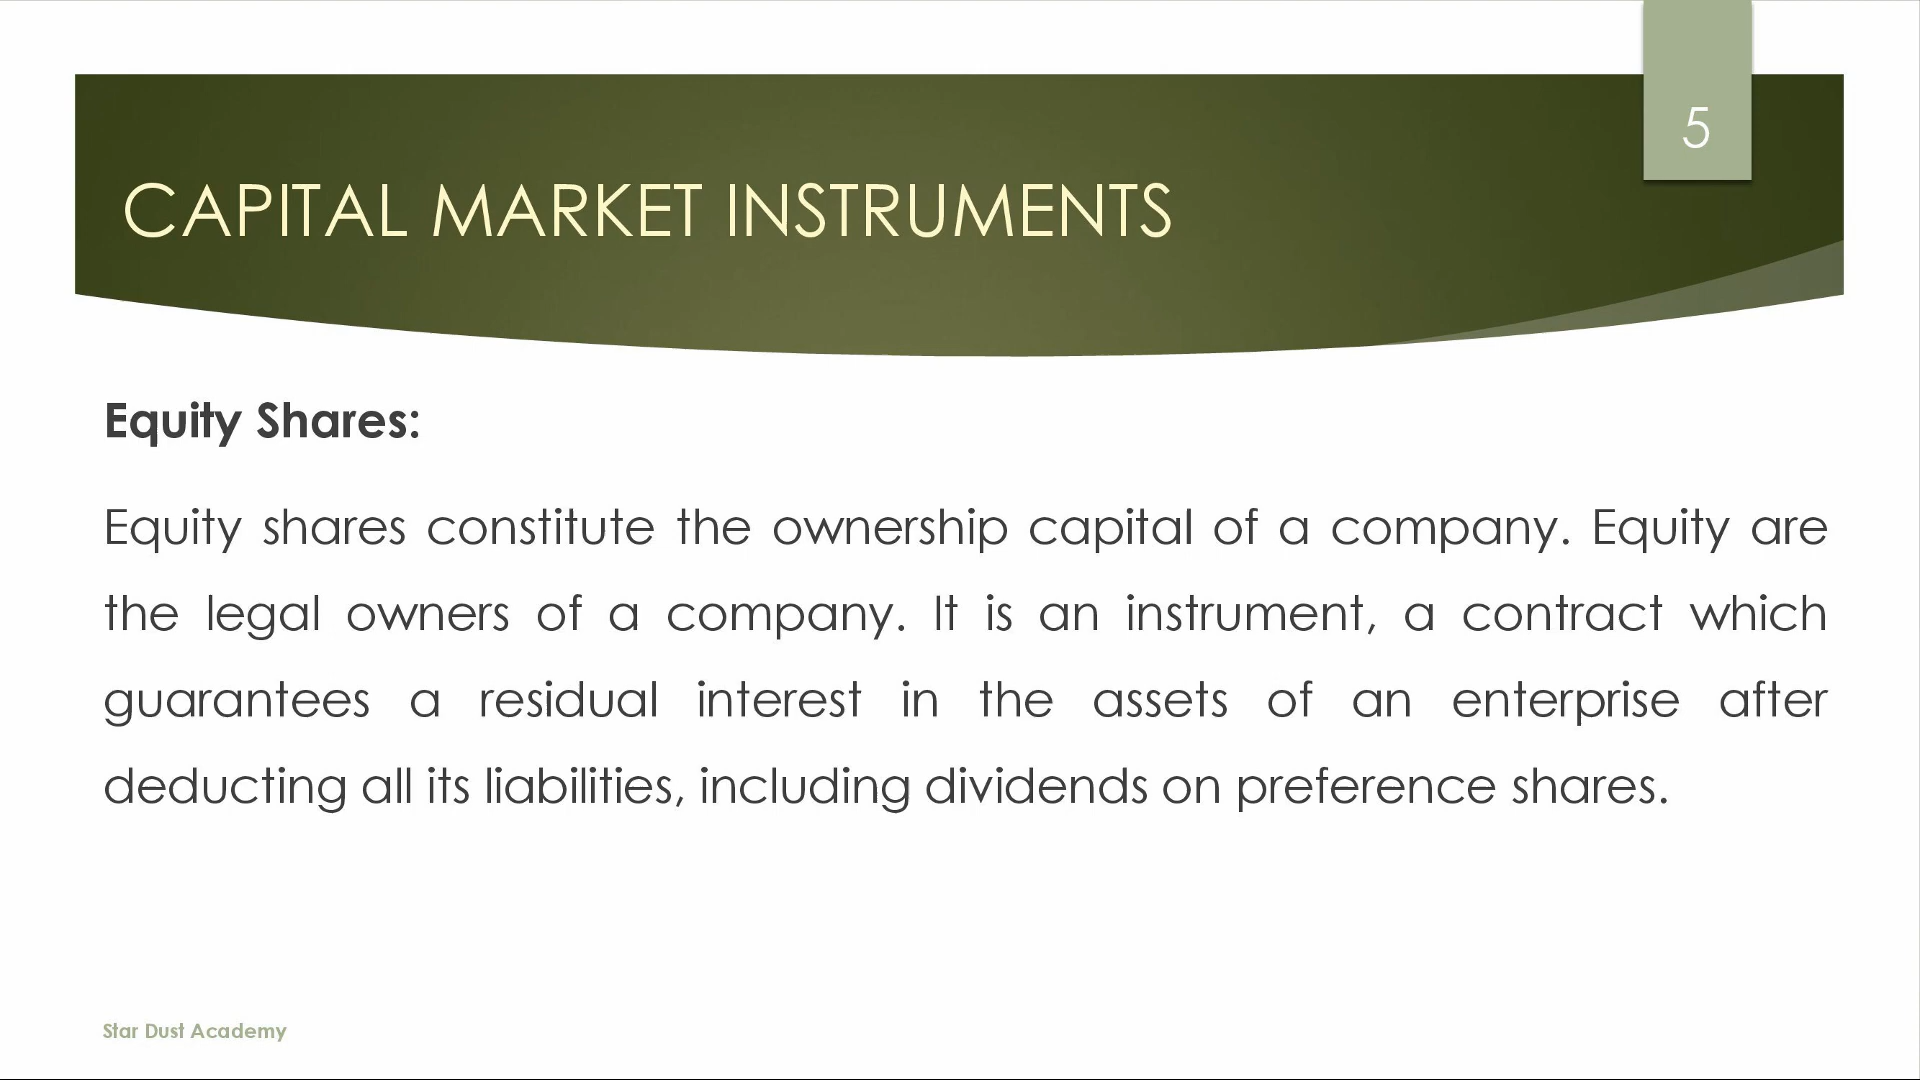 5
CAPITAL MARKET INSTRUMENTS
Equity Shares:
Equity shares constitute the ownership capital of a company. Equity are
the legal owners of a company. It is an instrument, a contract which
guarantees a residual interest in the assets of an enterprise after
deducting all its liabilities, including dividends on preference shares.
Star Dust Academy